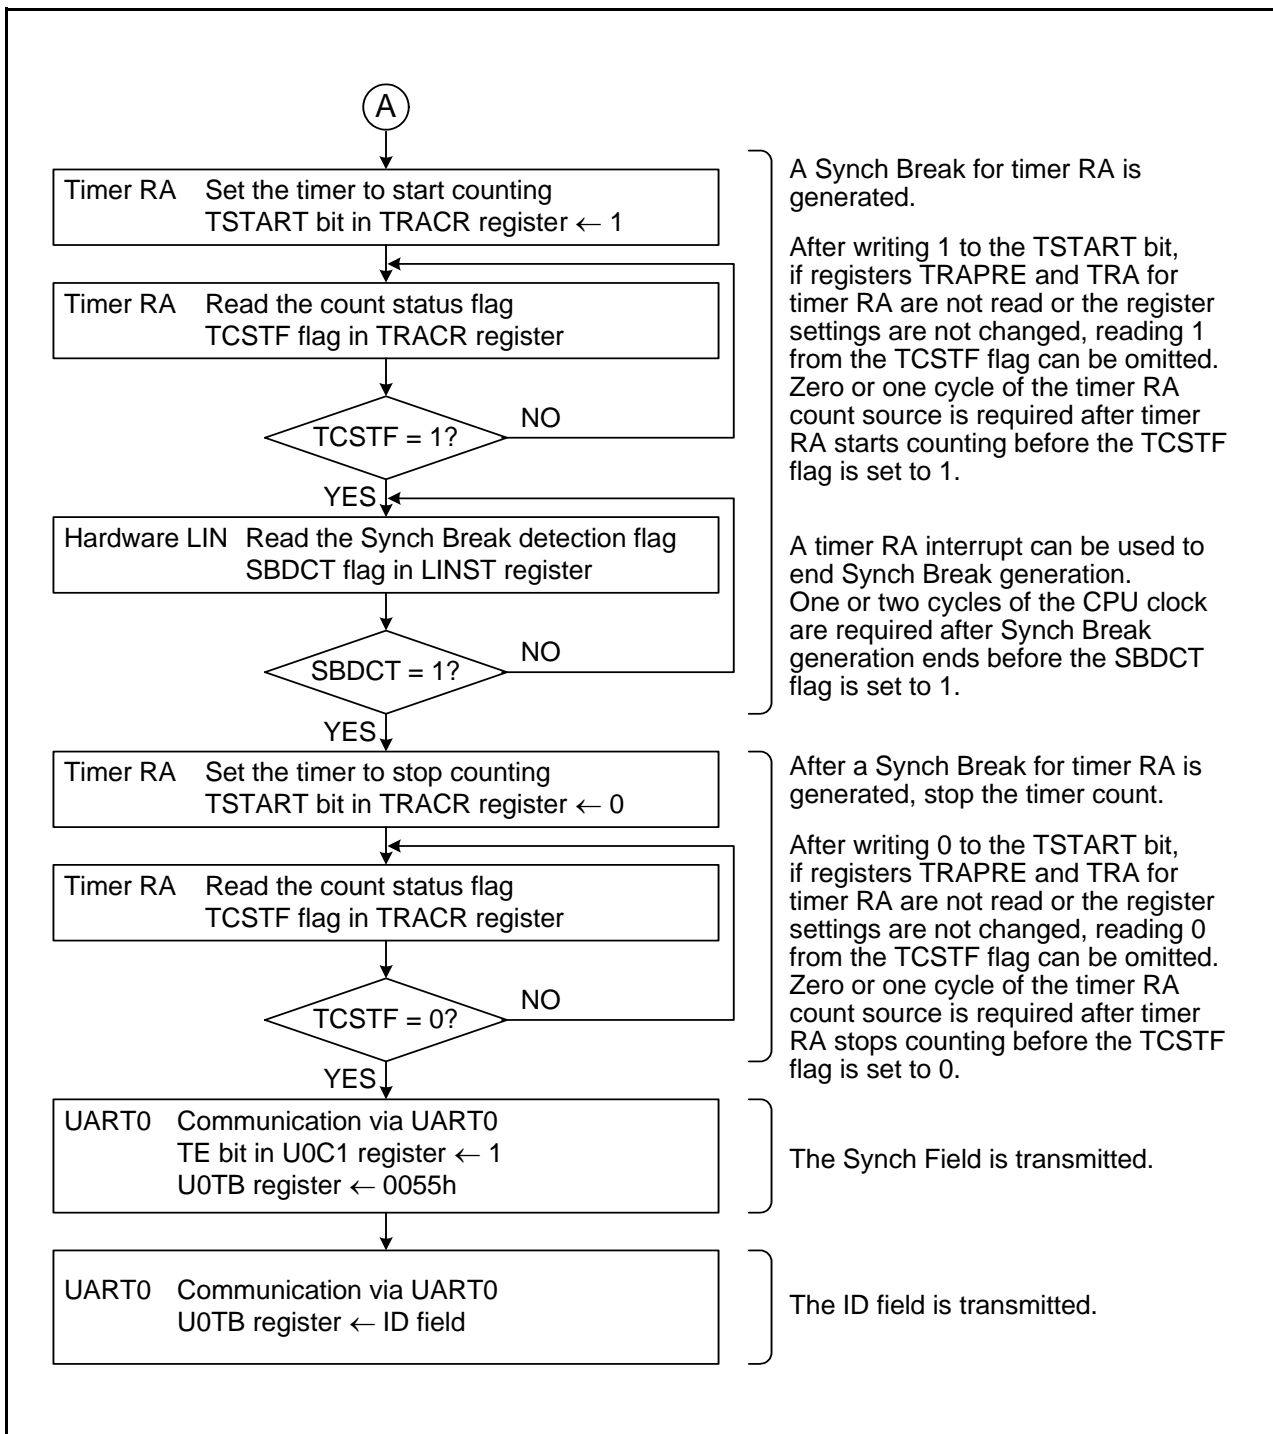 A
Timer RA Set the timer to start counting
TSTART bit in TRACR register ← 1
Timer RA Read the count status flag
TCSTF flag in TRACR register
TCSTF = 1?
NO
YES
Hardware LIN Read the Synch Break detection flag
SBDCT flag in LINST register
SBDCT = 1?
NO
YES
A Synch Break for timer RA is
generated.
After writing 1 to the TSTART bit,
if registers TRAPRE and TRA for
timer RA are not read or the register
settings are not changed, reading 1
from the TCSTF flag can be omitted.
Zero or one cycle of the timer RA
count source is required after timer
RA starts counting before the TCSTF
flag is set to 1.
A timer RA interrupt can be used to
end Synch Break generation.
One or two cycles of the CPU clock
are required after Synch Break
generation ends before the SBDCT
flag is set to 1.
Timer RA Set the timer to stop counting
TSTART bit in TRACR register ← 0
Timer RA Read the count status flag
TCSTF flag in TRACR register
TCSTF = 0?
NO
YES
After a Synch Break for timer RA is
generated, stop the timer count.
After writing 0 to the TSTART bit,
if registers TRAPRE and TRA for
timer RA are not read or the register
settings are not changed, reading 0
from the TCSTF flag can be omitted.
Zero or one cycle of the timer RA
count source is required after timer
RA stops counting before the TCSTF
flag is set to 0.
UART0 Communication via UART0
TE bit in U0C1 register ← 1
U0TB register ← 0055h
The Synch Field is transmitted.
UART0 Communication via UART0
U0TB register ← ID field
The ID field is transmitted.